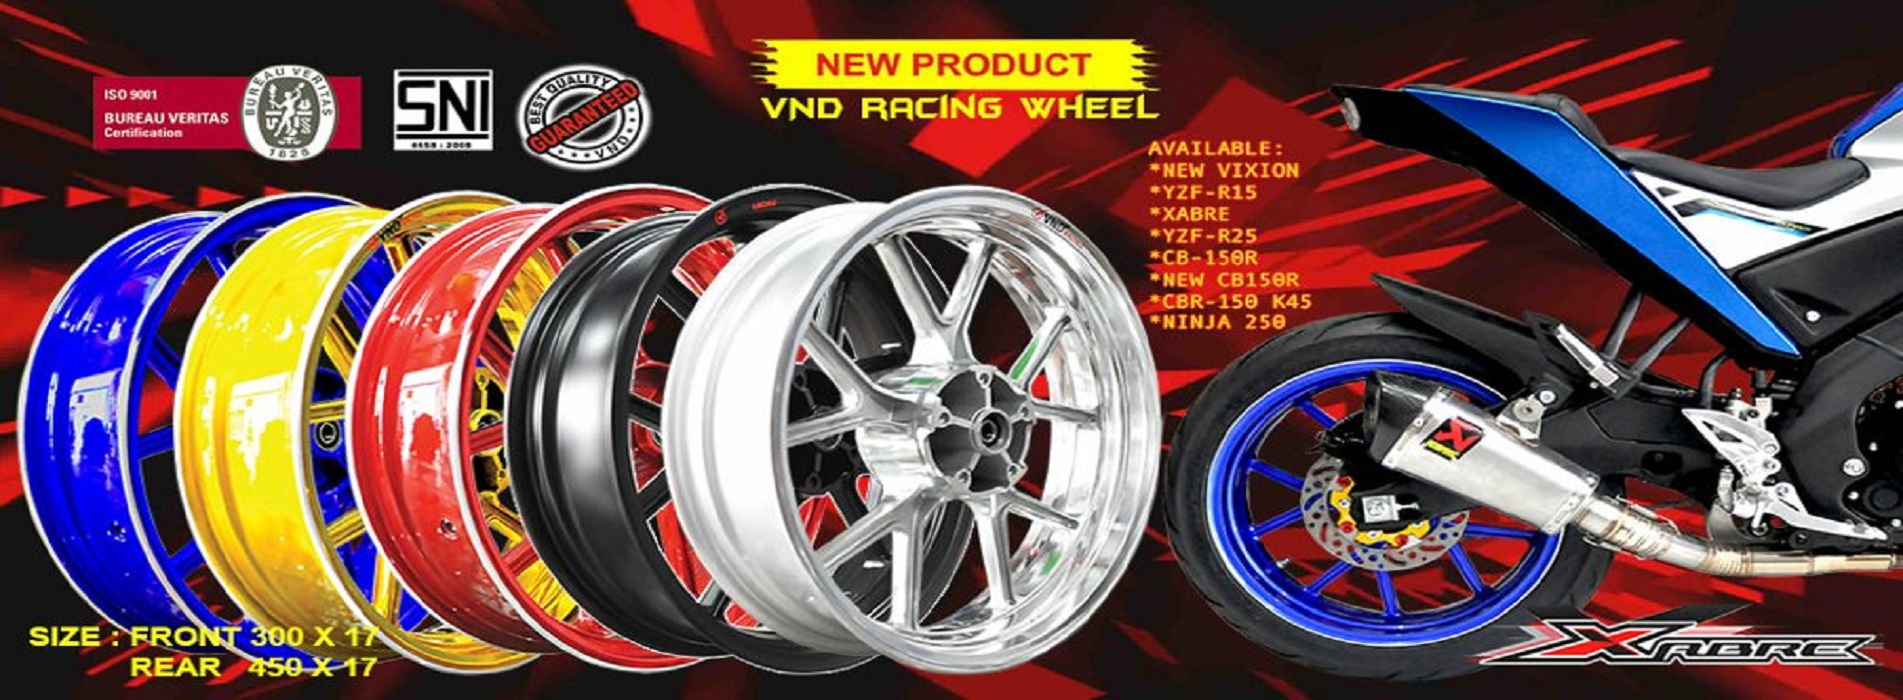 NEW PRODUCT
VND RACING WHEEL
ISO 9001
BUREAU VERITAS
Certification
BUREAU VERITAS
1828
SNI
BEST QUALITY
GUARANTEED
VND
AVAILABLE:
*NEW VIXION
*YZF-R15
*XABRE
*YZF-R25
*CB-150R
*NEW CB150R
*CBR-150 K45
*NINJA 250
VND
SIZE : FRONT 300 X 17
REAR 450 X 17
XABRE